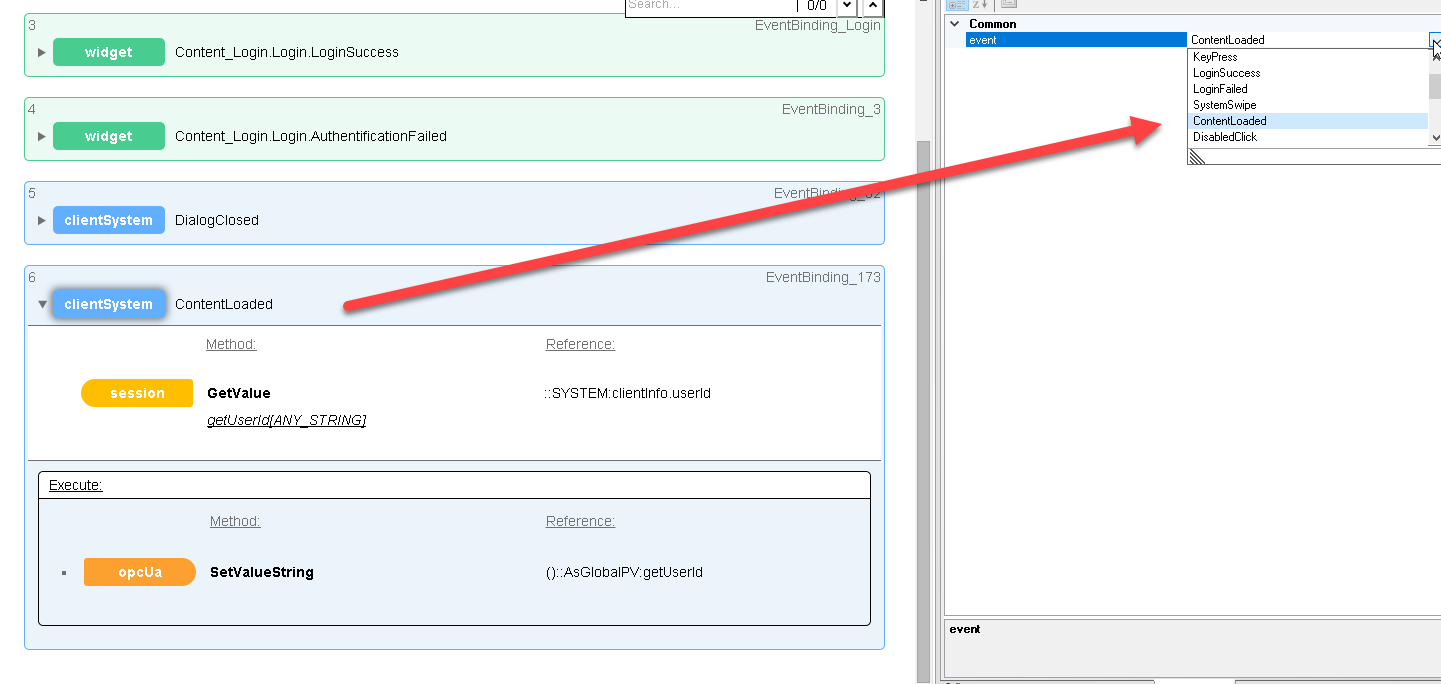 Search... 0/0
3 EventBinding_Login
widget Content_Login.Login.LoginSuccess
4 EventBinding_3
widget Content_Login.Login.AuthentificationFailed
5
clientSystem DialogClosed
6 EventBinding_173
clientSystem ContentLoaded
Method: Reference:
session GetValue ::SYSTEM:clientInfo.userId
getUserId[ANY_STRING]
Execute:
Method: Reference:
opcUa SetValueString ()::AsGlobalPV:getUserId
Common
event ContentLoaded
KeyPress
LoginSuccess
LoginFailed
SystemSwipe
ContentLoaded
DisabledClick
event